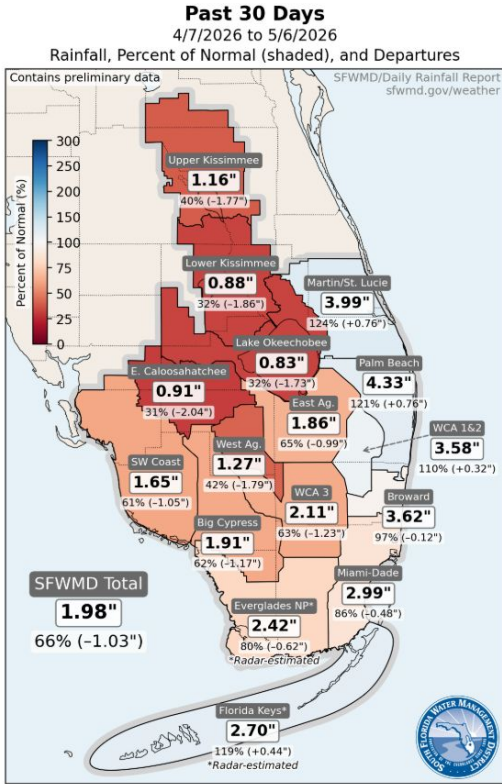 Past 30 Days
4/7/2026 to 5/6/2026
Rainfall, Percent of Normal (shaded), and Departures
Contains preliminary data
SFWMD/Daily Rainfall Report
sfwmd.gov/weather
Percent of Normal (%)
300
250
200
150
100
75
50
25
0
Upper Kissimmee
1.16"
40% (−1.77")
Lower Kissimmee
0.88"
32% (−1.86")
Martin/St. Lucie
3.99"
124% (+0.76")
Lake Okeechobee
0.83"
32% (−1.73")
E. Caloosahatchee
0.91"
31% (−2.04")
Palm Beach
4.33"
121% (+0.76")
East Ag.
1.86"
65% (−0.99")
WCA 1&2
3.58"
110% (+0.32")
West Ag.
1.27"
42% (−1.79")
SW Coast
1.65"
61% (−1.05")
WCA 3
2.11"
63% (−1.23")
Broward
3.62"
97% (−0.12")
Big Cypress
1.91"
62% (−1.17")
Miami-Dade
2.99"
86% (−0.48")
SFWMD Total
1.98"
66% (−1.03")
Everglades NP*
2.42"
80% (−0.62")
*Radar-estimated
Florida Keys*
2.70"
119% (+0.44")
*Radar-estimated
SOUTH FLORIDA WATER MANAGEMENT DISTRICT